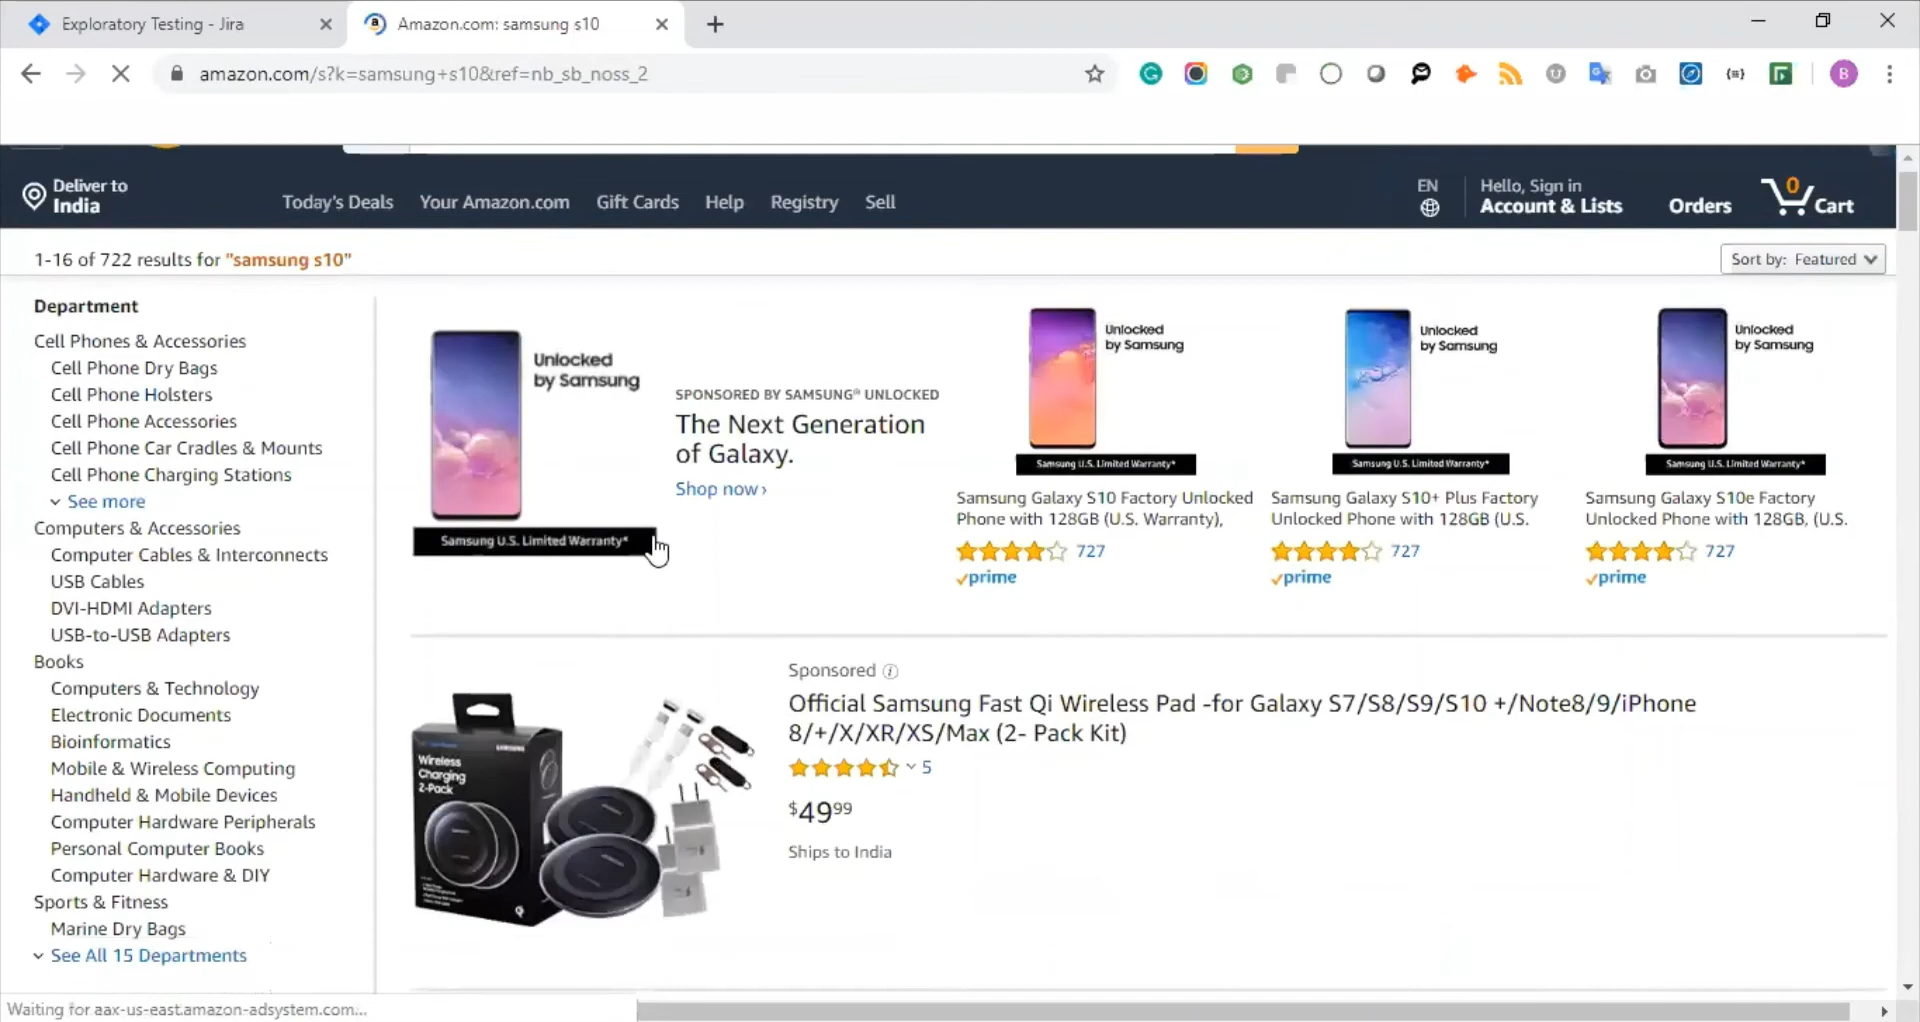 Exploratory Testing - Jira
Amazon.com: samsung s10
amazon.com/s?k=samsung+s10&ref=nb_sb_noss_2
B
Deliver to
India
Today's Deals
Your Amazon.com
Gift Cards
Help
Registry
Sell
EN
Hello, Sign in
Account & Lists
Orders
0
Cart
1-16 of 722 results for "samsung s10"
Sort by: Featured
Department
Cell Phones & Accessories
Cell Phone Dry Bags
Cell Phone Holsters
Cell Phone Accessories
Cell Phone Car Cradles & Mounts
Cell Phone Charging Stations
See more
Computers & Accessories
Computer Cables & Interconnects
USB Cables
DVI-HDMI Adapters
USB-to-USB Adapters
Books
Computers & Technology
Electronic Documents
Bioinformatics
Mobile & Wireless Computing
Handheld & Mobile Devices
Computer Hardware Peripherals
Personal Computer Books
Computer Hardware & DIY
Sports & Fitness
Marine Dry Bags
See All 15 Departments
Unlocked
by Samsung
Samsung U.S. Limited Warranty*
SPONSORED BY SAMSUNG® UNLOCKED
The Next Generation
of Galaxy.
Shop now ›
Unlocked
by Samsung
Samsung U.S. Limited Warranty*
Samsung Galaxy S10 Factory Unlocked
Phone with 128GB (U.S. Warranty),
727
prime
Unlocked
by Samsung
Samsung U.S. Limited Warranty*
Samsung Galaxy S10+ Plus Factory
Unlocked Phone with 128GB (U.S.
727
prime
Unlocked
by Samsung
Samsung U.S. Limited Warranty*
Samsung Galaxy S10e Factory
Unlocked Phone with 128GB, (U.S.
727
prime
SAMSUNG
Wireless
Charging
2-Pack
Sponsored
Official Samsung Fast Qi Wireless Pad -for Galaxy S7/S8/S9/S10 +/Note8/9/iPhone
8/+/X/XR/XS/Max (2- Pack Kit)
5
$49 99
Ships to India
Waiting for aax-us-east.amazon-adsystem.com...